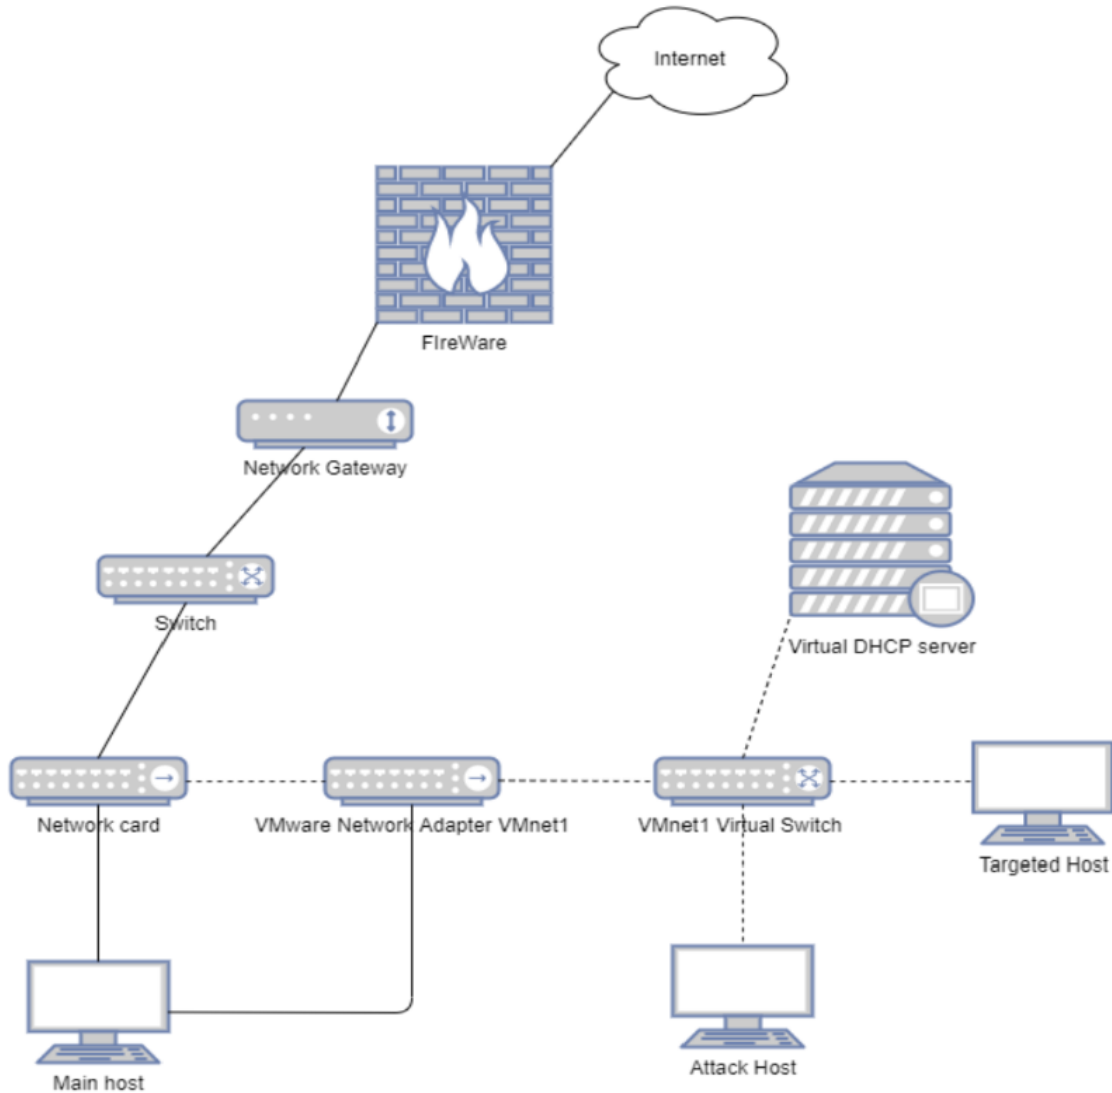 Internet
FIreWare
Network Gateway
Switch
Virtual DHCP server
Network card
VMware Network Adapter VMnet1
VMnet1 Virtual Switch
Targeted Host
Attack Host
Main host